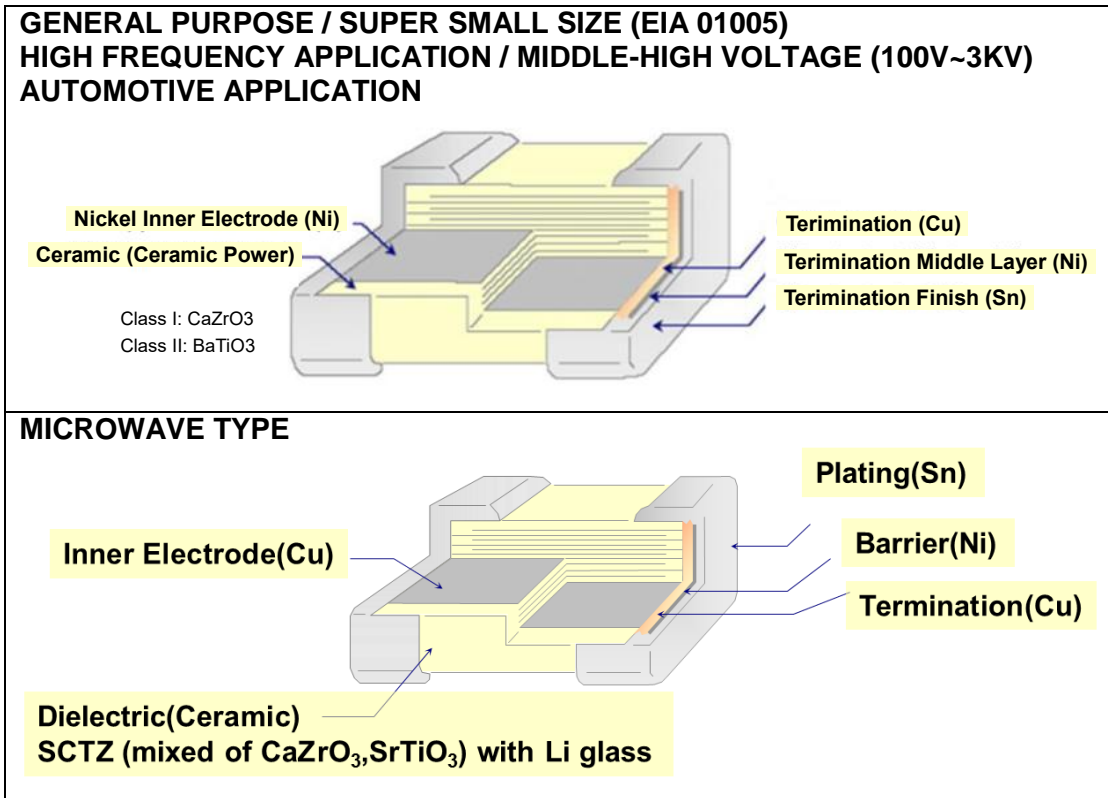 GENERAL PURPOSE / SUPER SMALL SIZE (EIA 01005)
HIGH FREQUENCY APPLICATION / MIDDLE-HIGH VOLTAGE (100V~3KV)
AUTOMOTIVE APPLICATION
Nickel Inner Electrode (Ni)
Ceramic (Ceramic Power)
Class I: CaZrO3
Class II: BaTiO3
Terimination (Cu)
Terimination Middle Layer (Ni)
Terimination Finish (Sn)
MICROWAVE TYPE
Plating(Sn)
Inner Electrode(Cu)
Barrier(Ni)
Termination(Cu)
Dielectric(Ceramic)
SCTZ (mixed of CaZrO₃,SrTiO₃) with Li glass